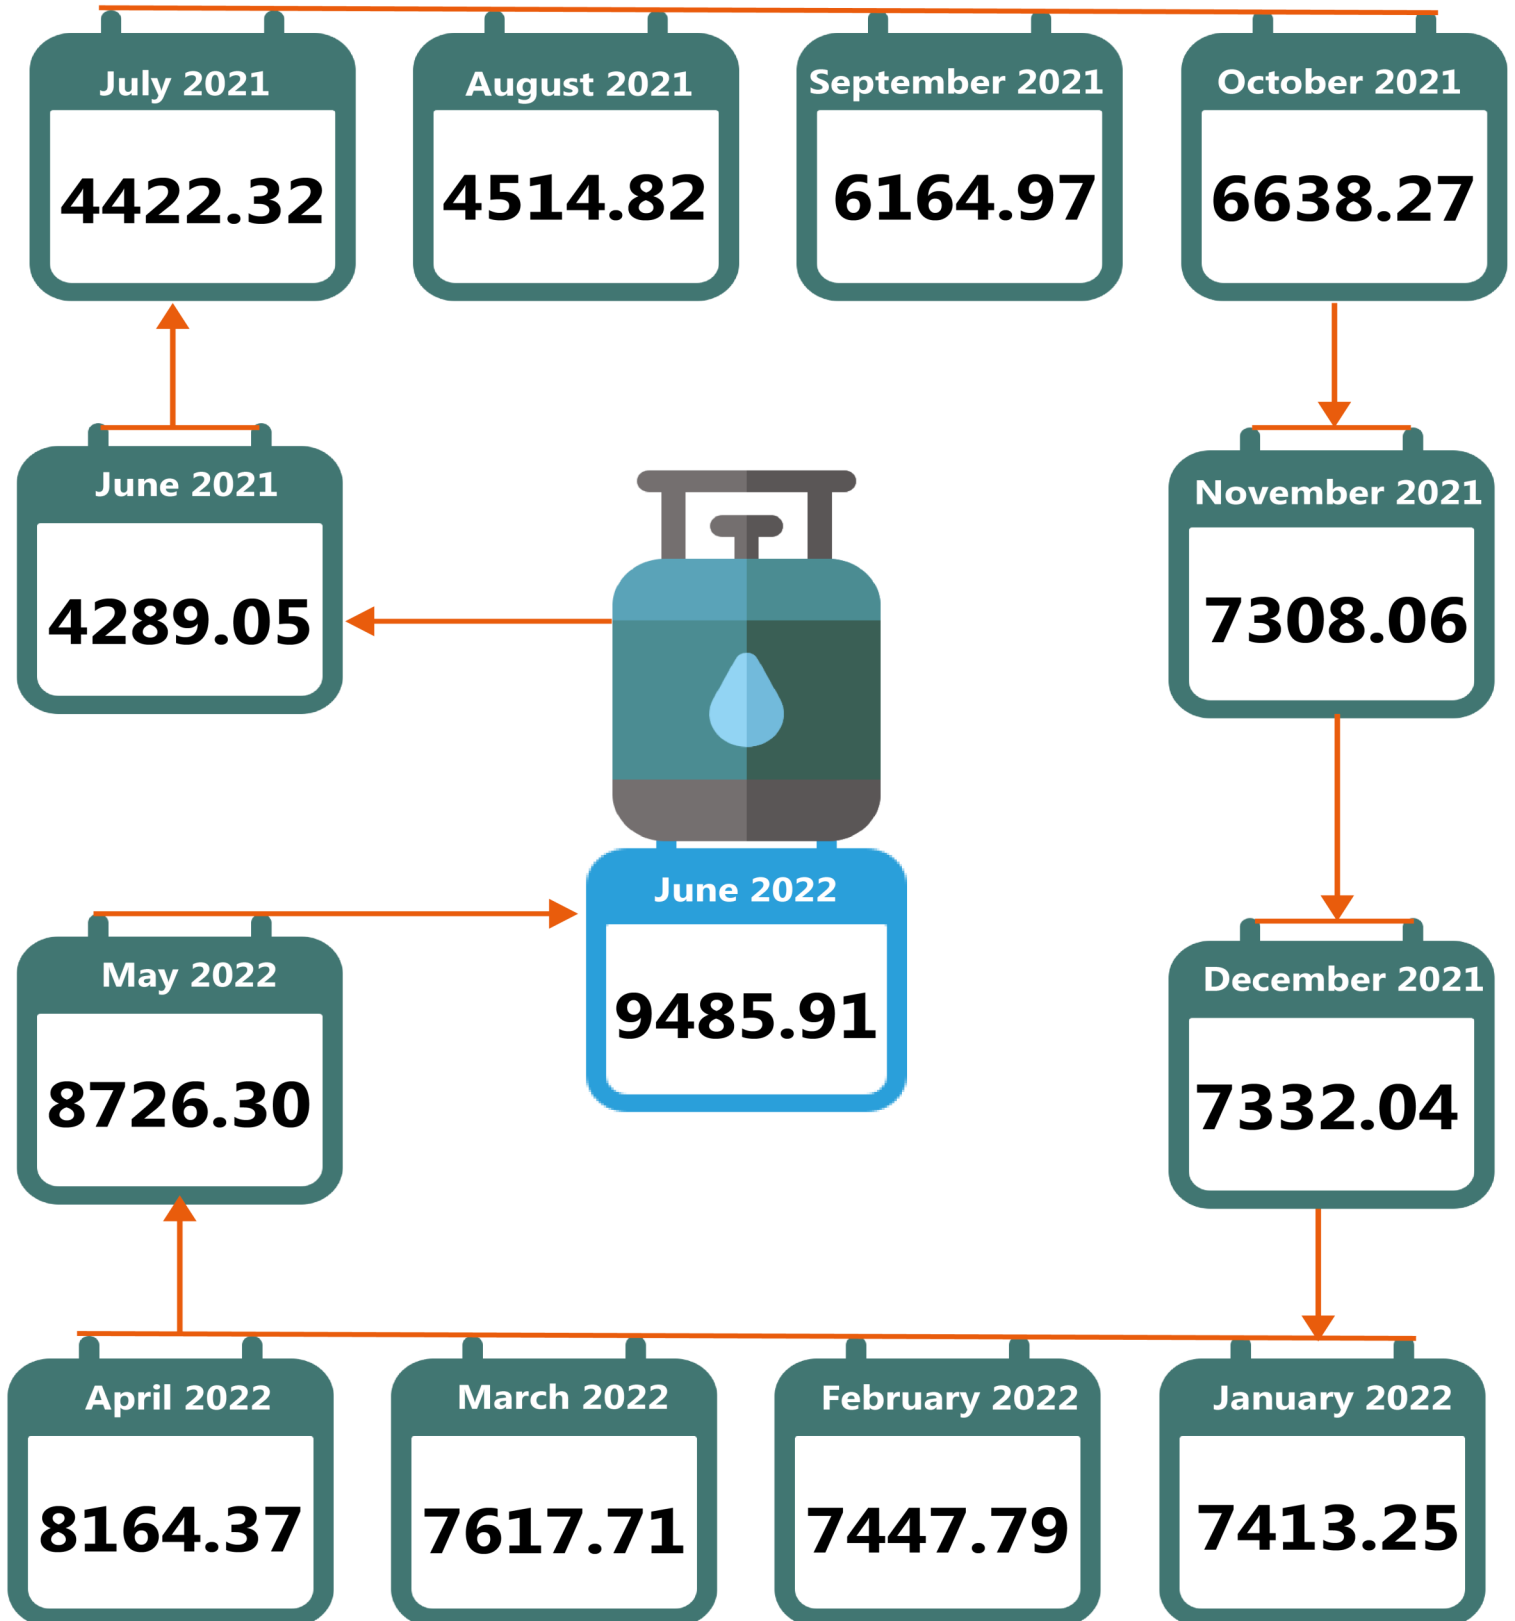 July 2021
4422.32
August 2021
4514.82
September 2021
6164.97
October 2021
6638.27
June 2021
4289.05
November 2021
7308.06
June 2022
9485.91
May 2022
8726.30
December 2021
7332.04
April 2022
8164.37
March 2022
7617.71
February 2022
7447.79
January 2022
7413.25